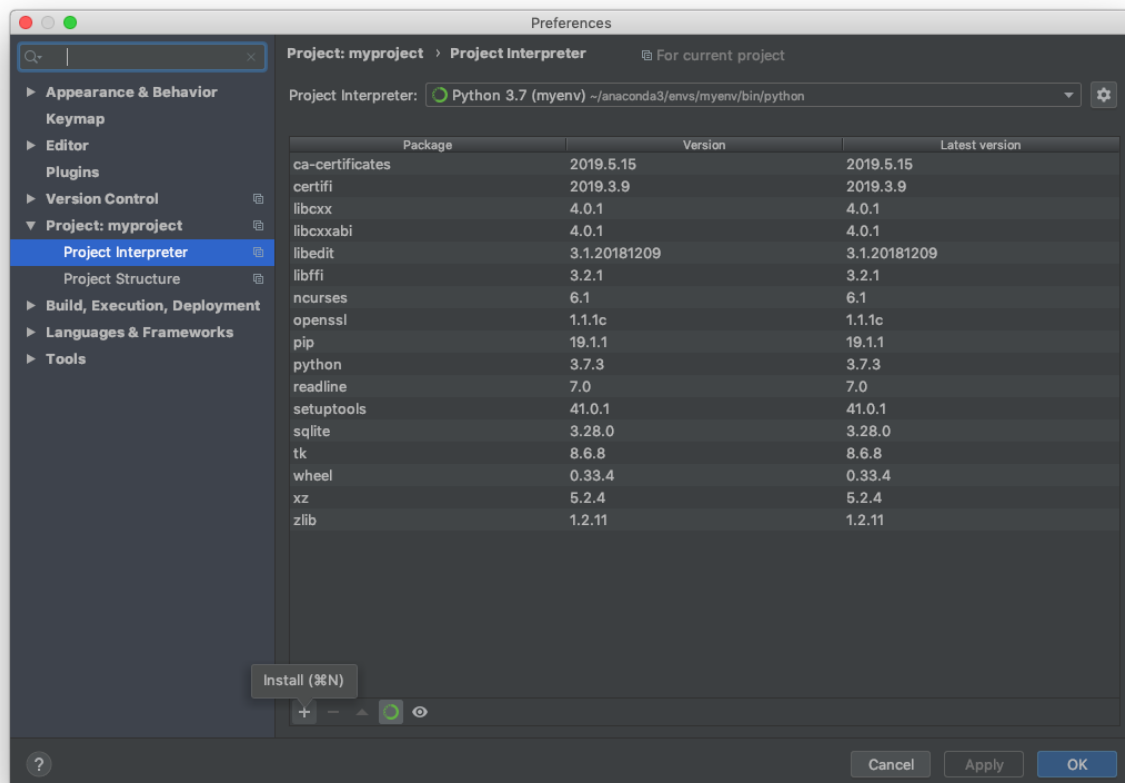 Preferences
Project: myproject › Project Interpreter For current project
Appearance & Behavior
Keymap
Editor
Plugins
Version Control
Project: myproject
Project Interpreter
Project Structure
Build, Execution, Deployment
Languages & Frameworks
Tools
Project Interpreter: Python 3.7 (myenv) ~/anaconda3/envs/myenv/bin/python
Package Version Latest version
ca-certificates 2019.5.15 2019.5.15
certifi 2019.3.9 2019.3.9
libcxx 4.0.1 4.0.1
libcxxabi 4.0.1 4.0.1
libedit 3.1.20181209 3.1.20181209
libffi 3.2.1 3.2.1
ncurses 6.1 6.1
openssl 1.1.1c 1.1.1c
pip 19.1.1 19.1.1
python 3.7.3 3.7.3
readline 7.0 7.0
setuptools 41.0.1 41.0.1
sqlite 3.28.0 3.28.0
tk 8.6.8 8.6.8
wheel 0.33.4 0.33.4
xz 5.2.4 5.2.4
zlib 1.2.11 1.2.11
Install (⌘N)
? Cancel Apply OK